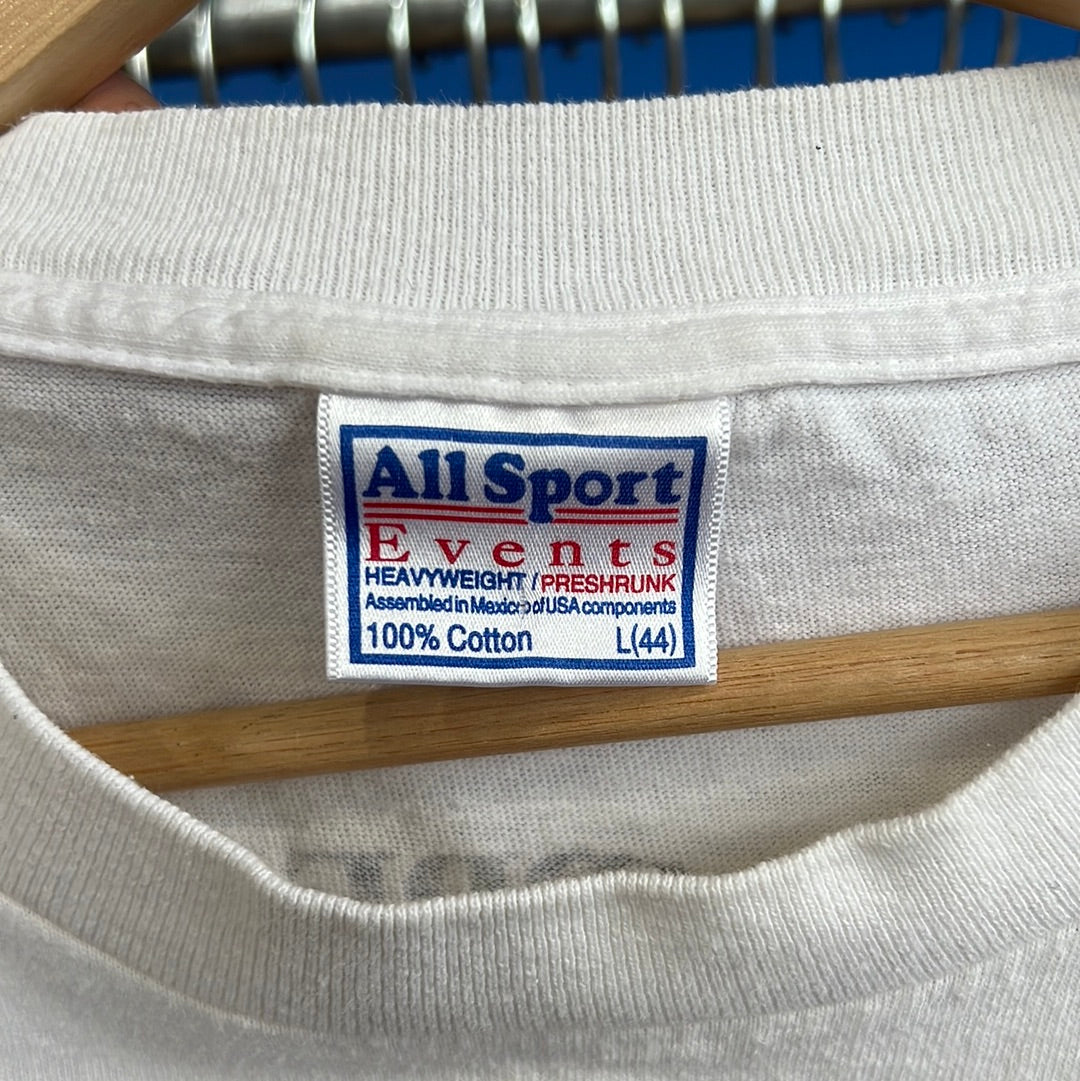 All Sport
Events
HEAVYWEIGHT / PRESHRUNK
Assembled in Mexico of USA components
100% Cotton L(44)